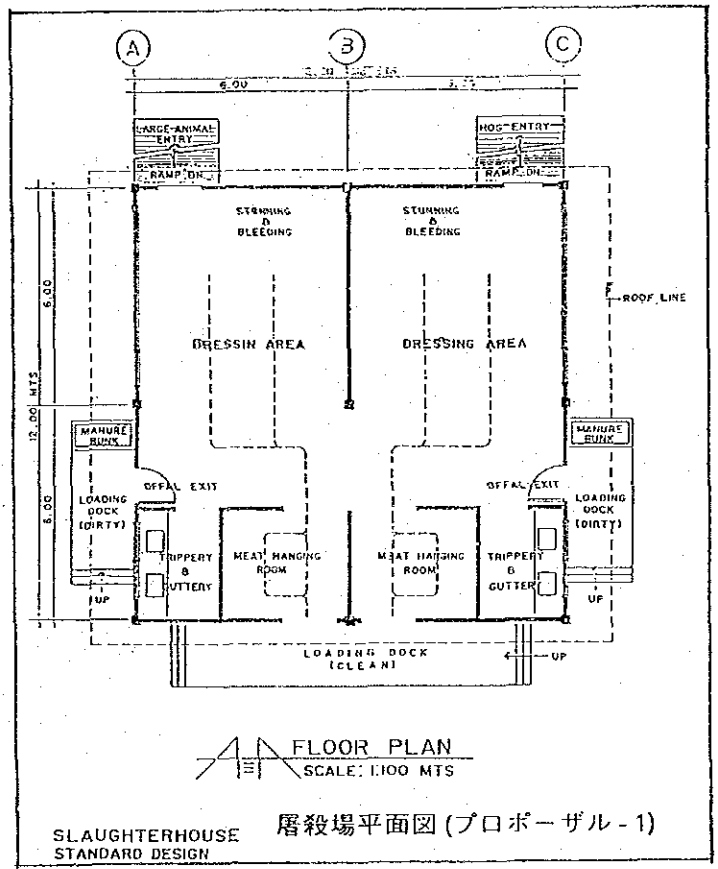 A
B
C
6.00
LARGE-ANIMAL
ENTRY
RAMP DN.
HOG ENTRY
RAMP DN.
STUNNING
&
BLEEDING
STUNNING
&
BLEEDING
6.00
ROOF LINE
DRESSIN AREA
DRESSING AREA
12.00 MTS
MANURE
BUNK
MANURE
BUNK
OFFAL EXIT
OFFAL EXIT
LOADING
DOCK
(DIRTY)
LOADING
DOCK
(DIRTY)
6.00
TRIPPERY
&
GUTTERY
MEAT HANGING
ROOM
MEAT HANGING
ROOM
TRIPPERY
&
GUTTER
UP
UP
LOADING DOCK
(CLEAN)
UP
FLOOR PLAN
SCALE: 1:100 MTS
屠殺場平面図 (プロポーザル - 1)
SLAUGHTERHOUSE
STANDARD DESIGN